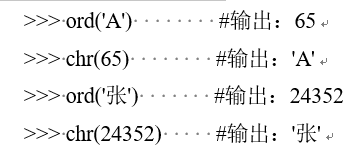 >>> ord('A')        #输出：65
>>> chr(65)        #输出：'A'
>>> ord('张')       #输出：24352
>>> chr(24352)     #输出：'张'